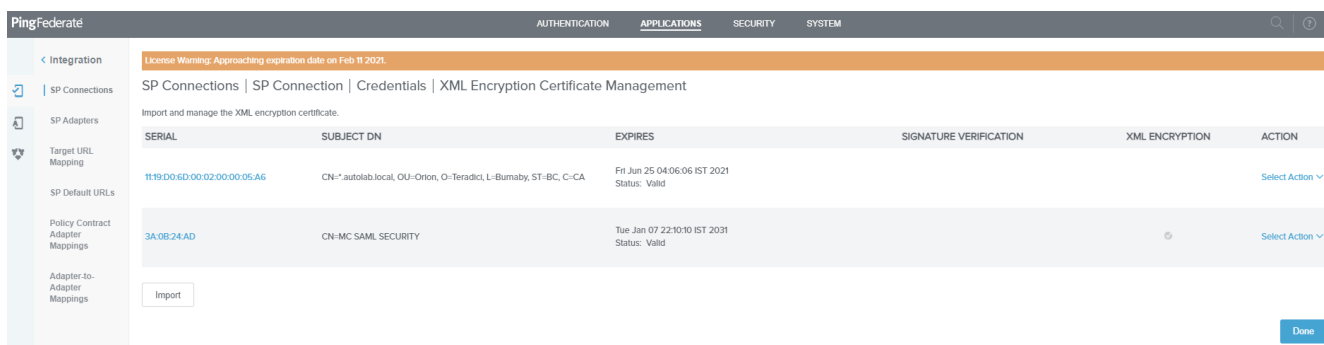 PingFederate
AUTHENTICATION APPLICATIONS SECURITY SYSTEM
Integration
SP Connections
SP Adapters
Target URL
Mapping
SP Default URLs
Policy Contract
Adapter
Mappings
Adapter-to-
Adapter
Mappings
License Warning: Approaching expiration date on Feb 11 2021.
SP Connections | SP Connection | Credentials | XML Encryption Certificate Management
Import and manage the XML encryption certificate.
SERIAL SUBJECT DN EXPIRES SIGNATURE VERIFICATION XML ENCRYPTION ACTION
11:19:D0:6D:00:02:00:00:05:A6 CN=*.autolab.local, OU=Orion, O=Teradici, L=Burnaby, ST=BC, C=CA Fri Jun 25 04:06:06 IST 2021 Select Action
Status: Valid
3A:0B:24:AD CN=MC SAML SECURITY Tue Jan 07 22:10:10 IST 2031 Select Action
Status: Valid
Import
Done